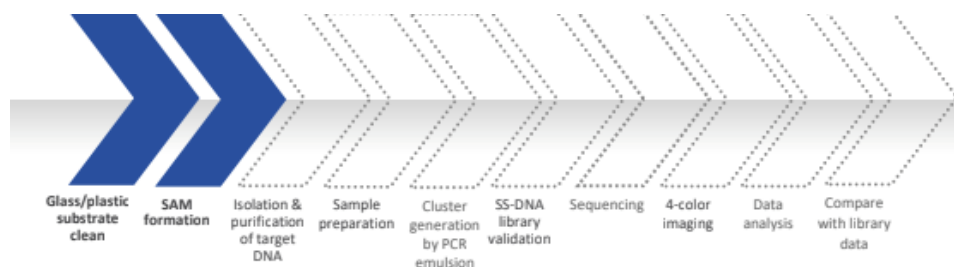 Glass/plastic
substrate
clean
SAM
formation
Isolation &
purification
of target
DNA
Sample
preparation
Cluster
generation
by PCR
emulsion
SS-DNA
library
validation
Sequencing
4-color
imaging
Data
analysis
Compare
with library
data